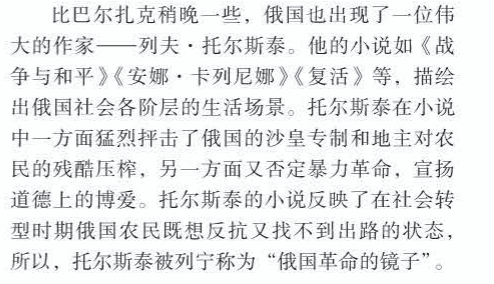 比巴尔扎克稍晚一些，俄国也出现了一位伟
大的作家——列夫·托尔斯泰。他的小说如《战
争与和平》《安娜·卡列尼娜》《复活》等，描绘
出俄国社会各阶层的生活场景。托尔斯泰在小说
中一方面猛烈抨击了俄国的沙皇专制和地主对农
民的残酷压榨，另一方面又否定暴力革命，宣扬
道德上的博爱。托尔斯泰的小说反映了在社会转
型时期俄国农民既想反抗又找不到出路的状态，
所以，托尔斯泰被列宁称为“俄国革命的镜子”。